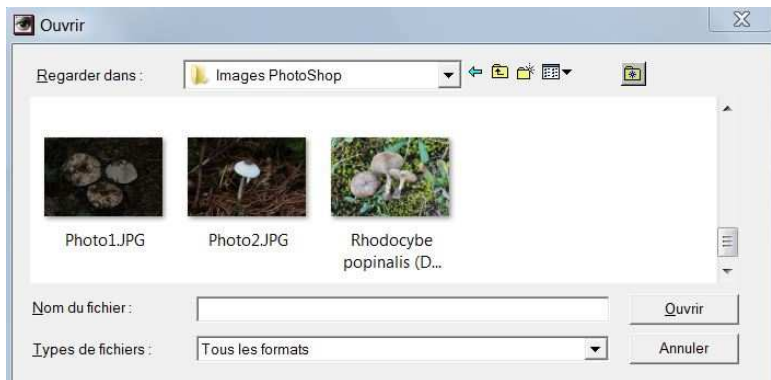 Ouvrir
Regarder dans :
Images PhotoShop
Photo1.JPG
Photo2.JPG
Rhodocybe
popinalis (D...
Nom du fichier :
Ouvrir
Types de fichiers :
Tous les formats
Annuler